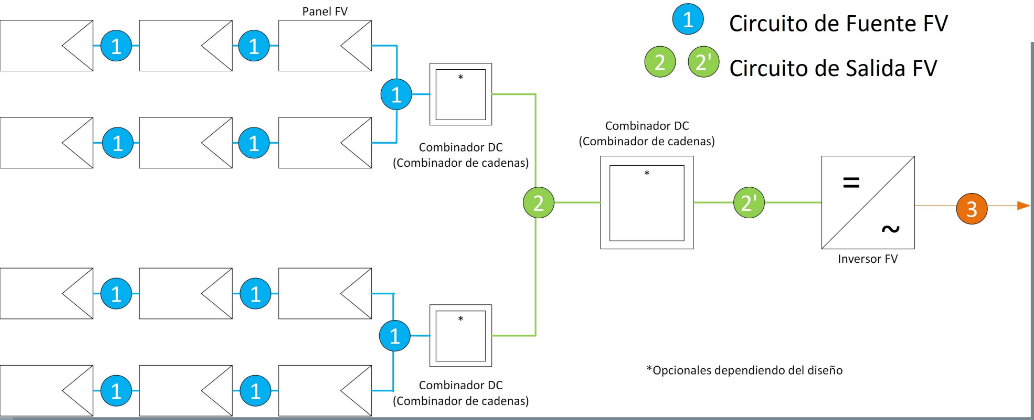 Panel FV
1 Circuito de Fuente FV
2 2' Circuito de Salida FV
1 1
1
*
Combinador DC
(Combinador de cadenas)
1 1
Combinador DC
(Combinador de cadenas)
*
2
2'
=
~
3
Inversor FV
1 1
1
*
Combinador DC
(Combinador de cadenas)
1 1
*Opcionales dependiendo del diseño